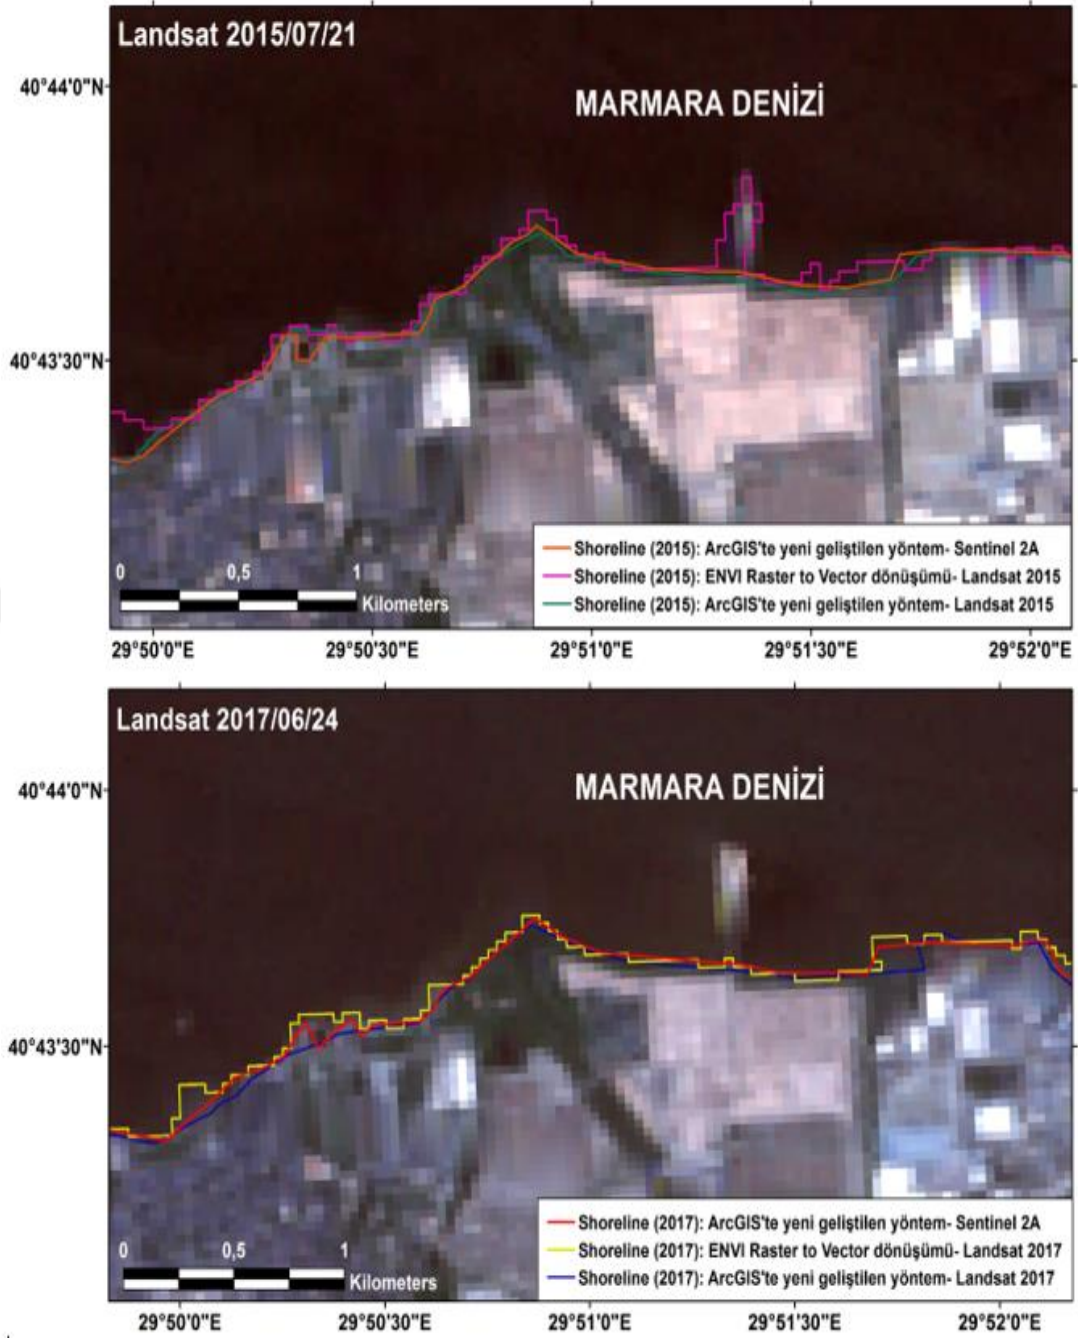 Landsat 2015/07/21
40°44'0"N
MARMARA DENİZİ
40°43'30"N
Shoreline (2015): ArcGIS'te yeni geliştilen yöntem- Sentinel 2A
Shoreline (2015): ENVI Raster to Vector dönüşümü- Landsat 2015
Shoreline (2015): ArcGIS'te yeni geliştilen yöntem- Landsat 2015
0 0,5 1
Kilometers
29°50'0"E 29°50'30"E 29°51'0"E 29°51'30"E 29°52'0"E
Landsat 2017/06/24
40°44'0"N
MARMARA DENİZİ
40°43'30"N
Shoreline (2017): ArcGIS'te yeni geliştilen yöntem- Sentinel 2A
Shoreline (2017): ENVI Raster to Vector dönüşümü- Landsat 2017
Shoreline (2017): ArcGIS'te yeni geliştilen yöntem- Landsat 2017
0 0,5 1
Kilometers
29°50'0"E 29°50'30"E 29°51'0"E 29°51'30"E 29°52'0"E